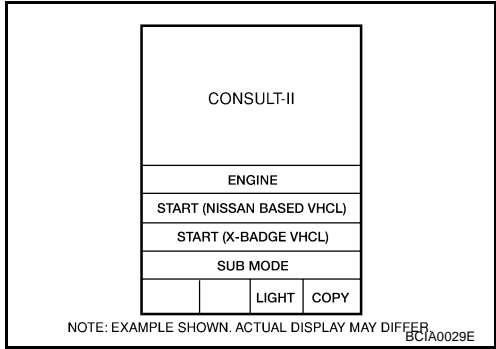 CONSULT-II
ENGINE
START (NISSAN BASED VHCL)
START (X-BADGE VHCL)
SUB MODE
LIGHT COPY
NOTE: EXAMPLE SHOWN. ACTUAL DISPLAY MAY DIFFER.
BCIA0029E